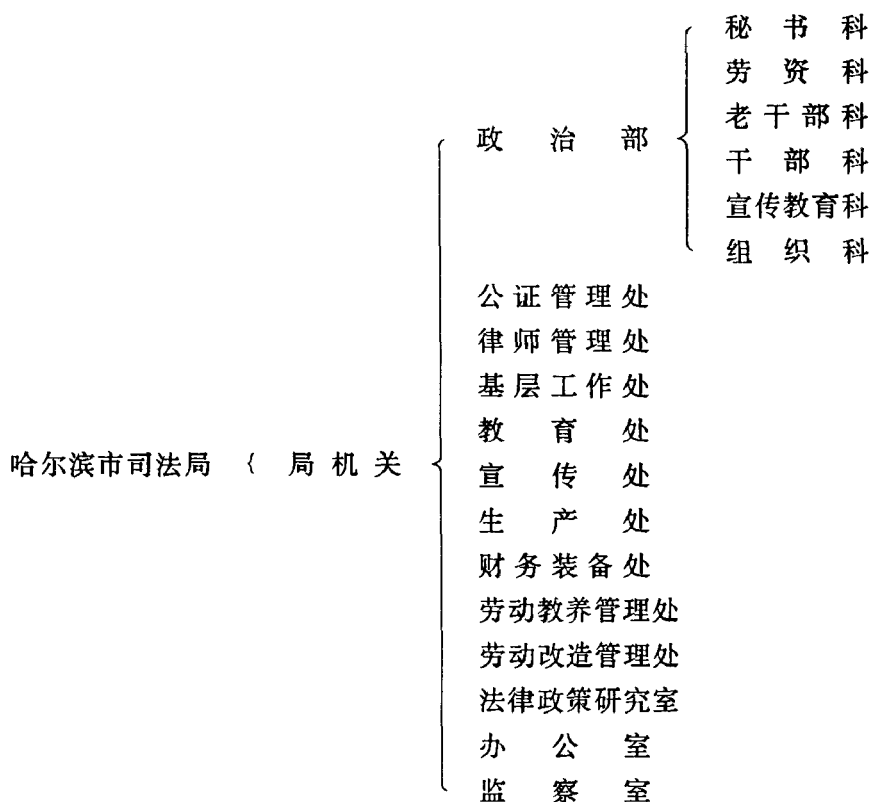 秘书科
劳资科
老干部科
政治部
干部科
宣传教育科
组织科
公证管理处
律师管理处
基层工作处
教育处
哈尔滨市司法局 { 局机关
宣传处
生产处
财务装备处
劳动教养管理处
劳动改造管理处
法律政策研究室
办公室
监察室